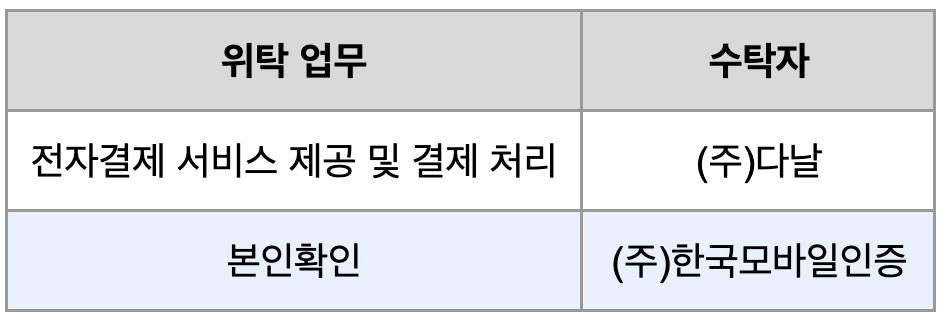 위탁 업무 수탁자
전자결제 서비스 제공 및 결제 처리 (주)다날
본인확인 (주)한국모바일인증